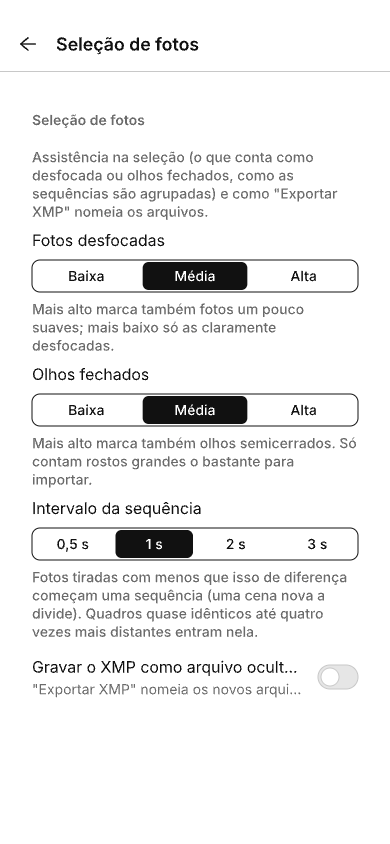 Seleção de fotos
Seleção de fotos
Assistência na seleção (o que conta como
desfocada ou olhos fechados, como as
sequências são agrupadas) e como "Exportar
XMP" nomeia os arquivos.
Fotos desfocadas
Baixa Média Alta
Mais alto marca também fotos um pouco
suaves; mais baixo só as claramente
desfocadas.
Olhos fechados
Baixa Média Alta
Mais alto marca também olhos semicerrados. Só
contam rostos grandes o bastante para
importar.
Intervalo da sequência
0,5 s 1 s 2 s 3 s
Fotos tiradas com menos que isso de diferença
começam uma sequência (uma cena nova a
divide). Quadros quase idênticos até quatro
vezes mais distantes entram nela.
Gravar o XMP como arquivo ocult...
"Exportar XMP" nomeia os novos arqui...